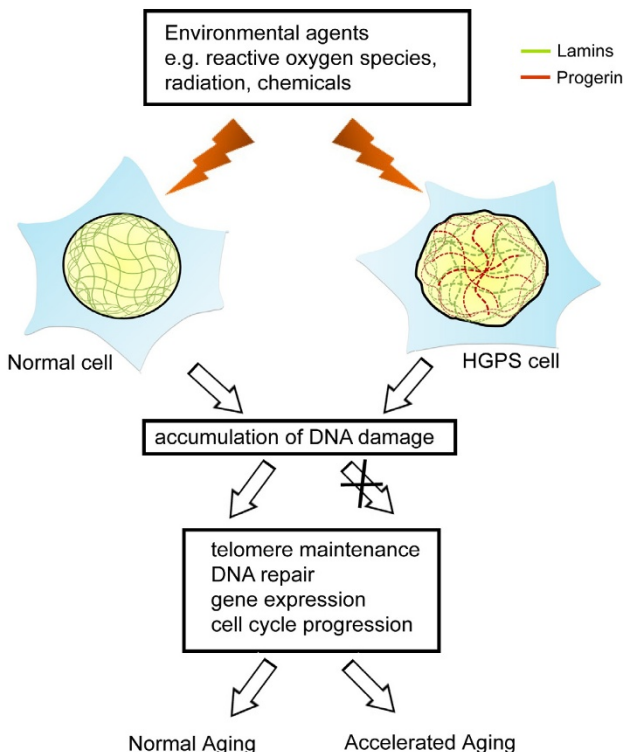 Environmental agents
e.g. reactive oxygen species,
radiation, chemicals
Lamins
Progerin
Normal cell
HGPS cell
accumulation of DNA damage
telomere maintenance
DNA repair
gene expression
cell cycle progression
Normal Aging
Accelerated Aging